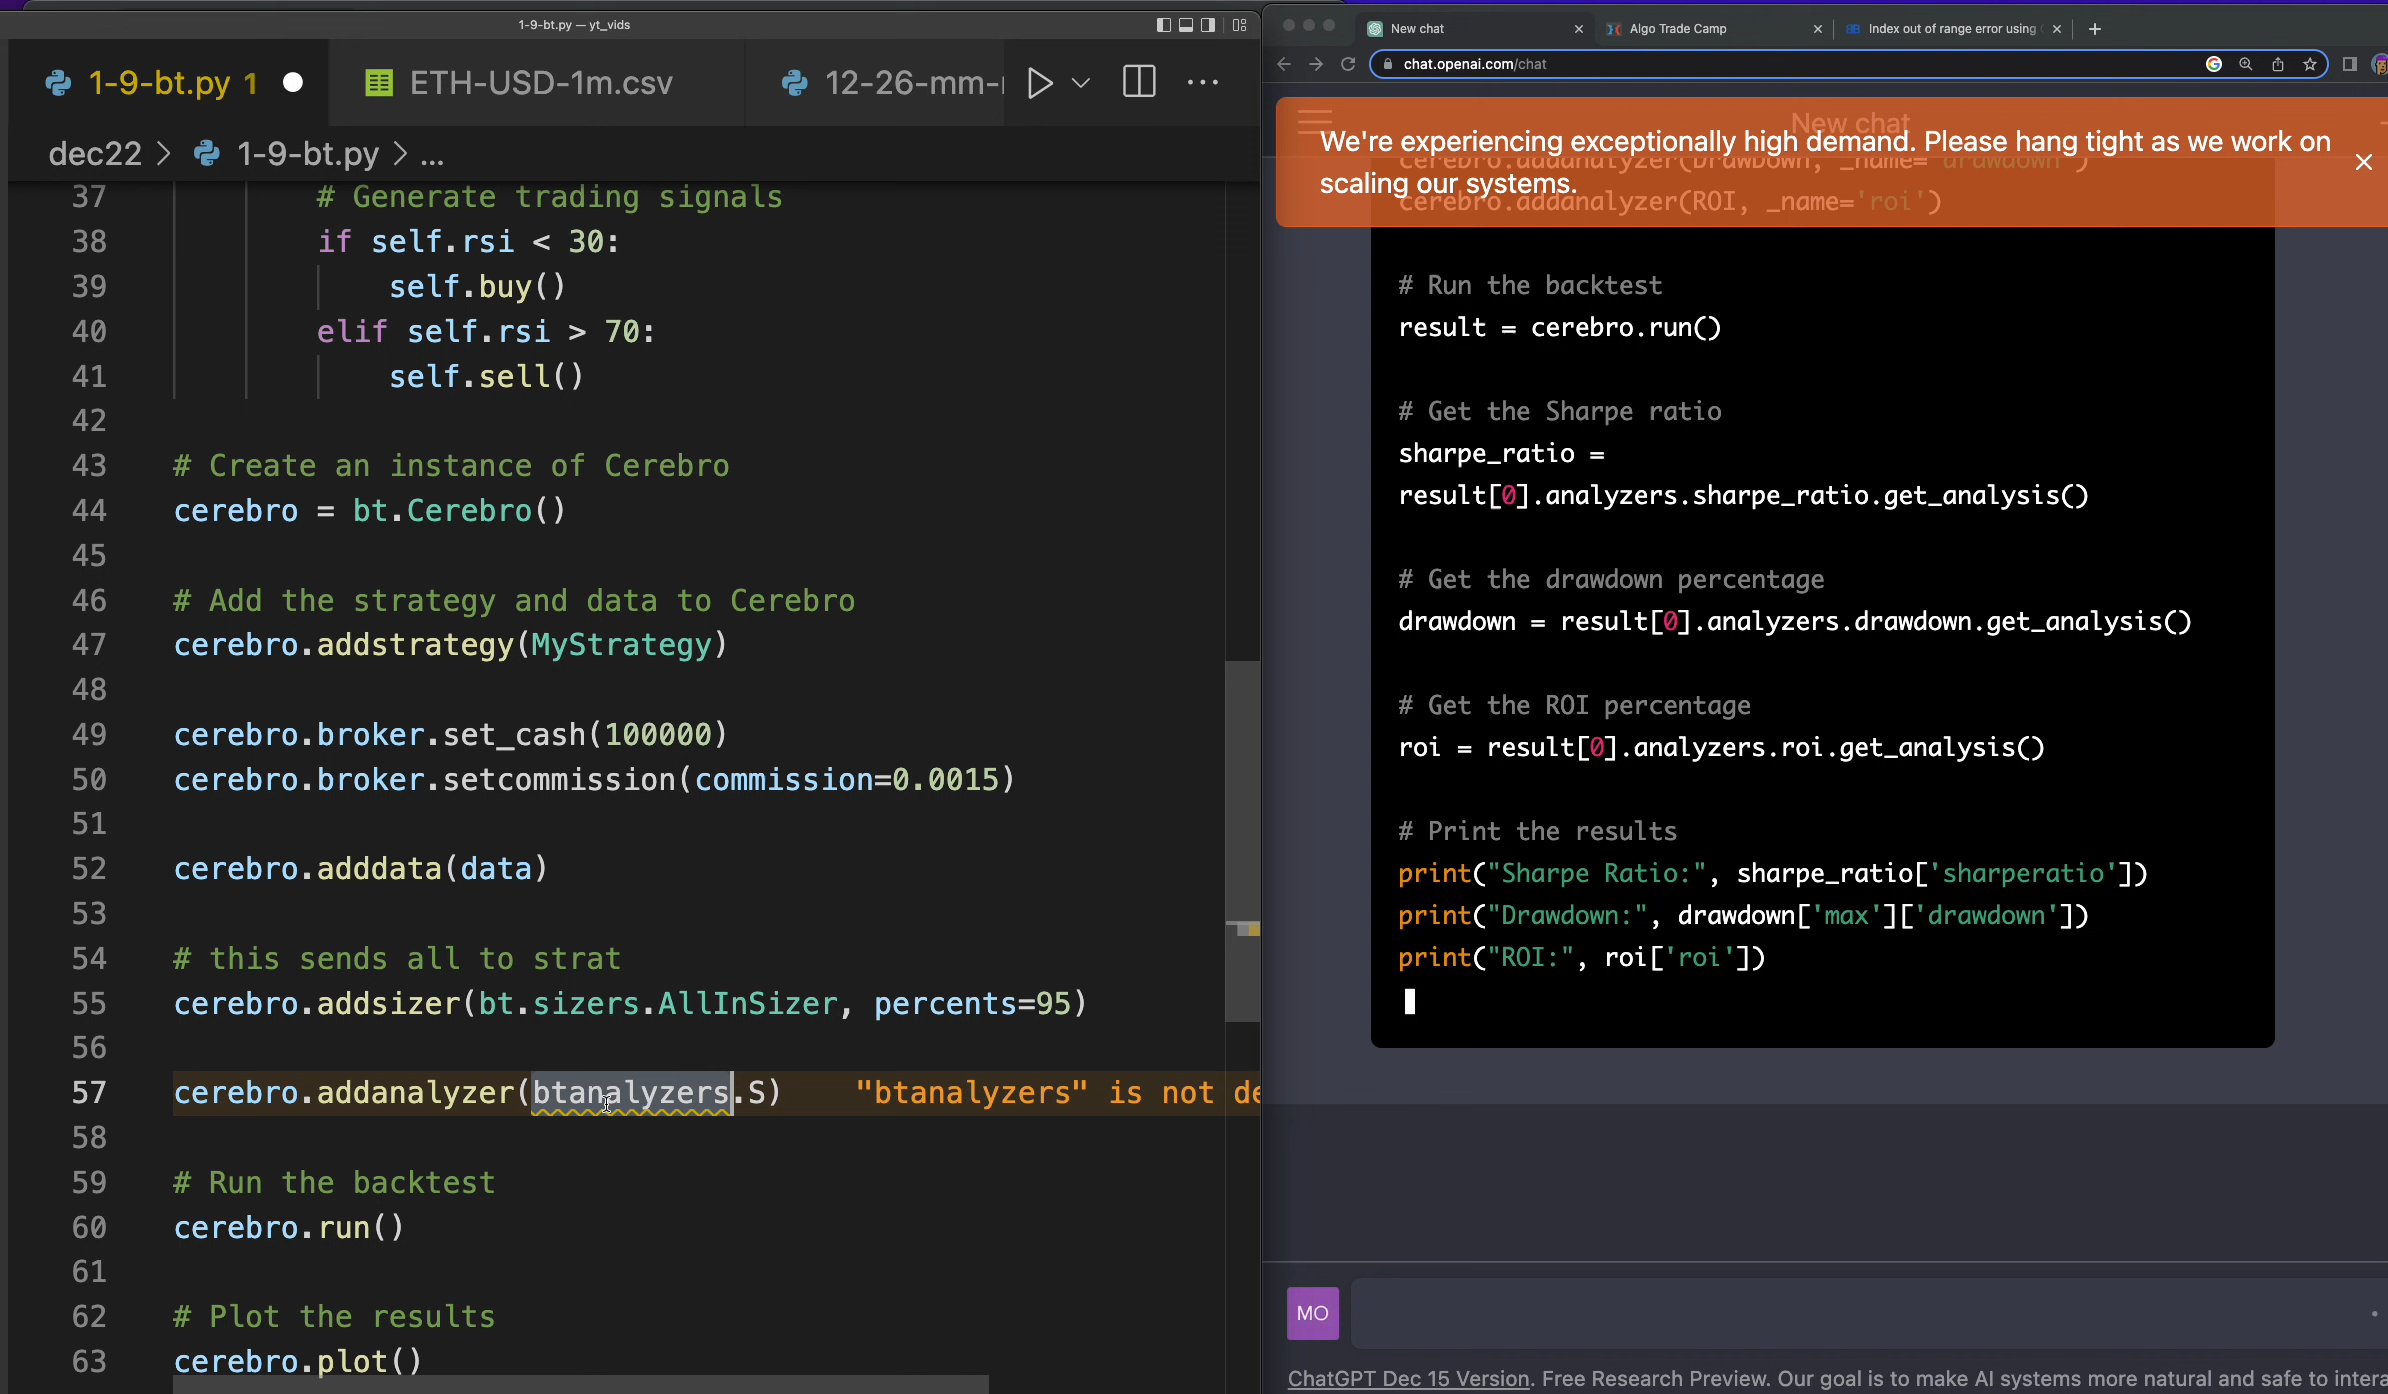 1-9-bt.py — yt_vids
1-9-bt.py 1
ETH-USD-1m.csv
12-26-mm-
dec22 > 1-9-bt.py > ...
37 # Generate trading signals
38 if self.rsi < 30:
39 self.buy()
40 elif self.rsi > 70:
41 self.sell()
42
43 # Create an instance of Cerebro
44 cerebro = bt.Cerebro()
45
46 # Add the strategy and data to Cerebro
47 cerebro.addstrategy(MyStrategy)
48
49 cerebro.broker.set_cash(100000)
50 cerebro.broker.setcommission(commission=0.0015)
51
52 cerebro.adddata(data)
53
54 # this sends all to strat
55 cerebro.addsizer(bt.sizers.AllInSizer, percents=95)
56
57 cerebro.addanalyzer(btanalyzers.S) "btanalyzers" is not de
58
59 # Run the backtest
60 cerebro.run()
61
62 # Plot the results
63 cerebro.plot()
New chat
Algo Trade Camp
Index out of range error using
chat.openai.com/chat
New chat
We're experiencing exceptionally high demand. Please hang tight as we work on
scaling our systems.
cerebro.addanalyzer(DrawDown, _name='drawdown')
cerebro.addanalyzer(ROI, _name='roi')
# Run the backtest
result = cerebro.run()
# Get the Sharpe ratio
sharpe_ratio =
result[0].analyzers.sharpe_ratio.get_analysis()
# Get the drawdown percentage
drawdown = result[0].analyzers.drawdown.get_analysis()
# Get the ROI percentage
roi = result[0].analyzers.roi.get_analysis()
# Print the results
print("Sharpe Ratio:", sharpe_ratio['sharperatio'])
print("Drawdown:", drawdown['max']['drawdown'])
print("ROI:", roi['roi'])
MO
ChatGPT Dec 15 Version. Free Research Preview. Our goal is to make AI systems more natural and safe to intera